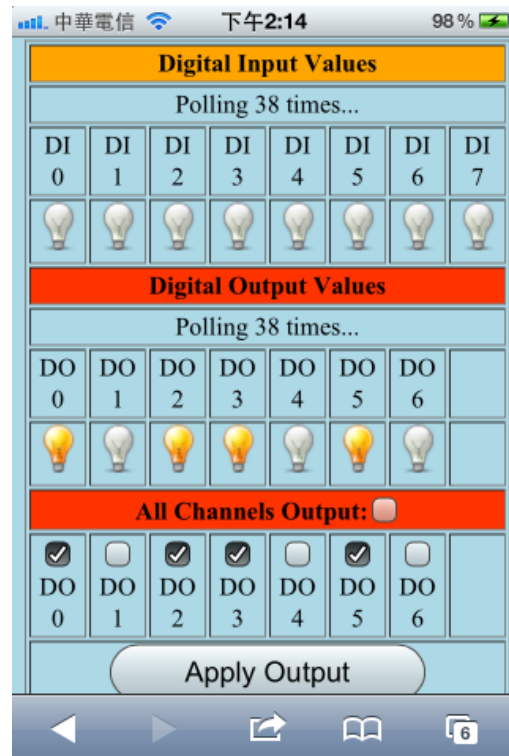 中華電信 下午2:14 98 %
Digital Input Values
Polling 38 times...
DI 0 DI 1 DI 2 DI 3 DI 4 DI 5 DI 6 DI 7
Digital Output Values
Polling 38 times...
DO 0 DO 1 DO 2 DO 3 DO 4 DO 5 DO 6
All Channels Output:
DO 0 DO 1 DO 2 DO 3 DO 4 DO 5 DO 6
Apply Output
6